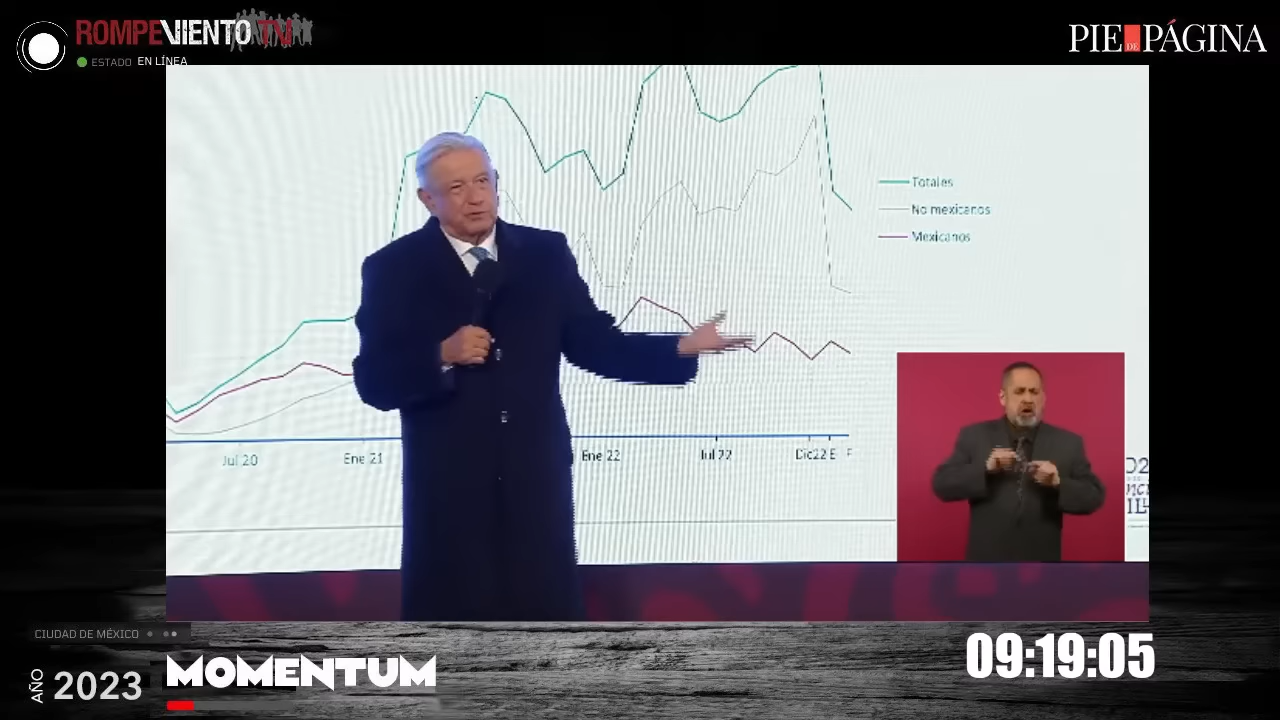 ROMPEVIENTO TV
ESTADO EN LÍNEA
PIE DE PÁGINA
Totales
No mexicanos
Mexicanos
Jul 20
Ene 21
Ene 22
Jul 22
Dic22 E F
CIUDAD DE MÉXICO
AÑO 2023
MOMENTUM
09:19:05